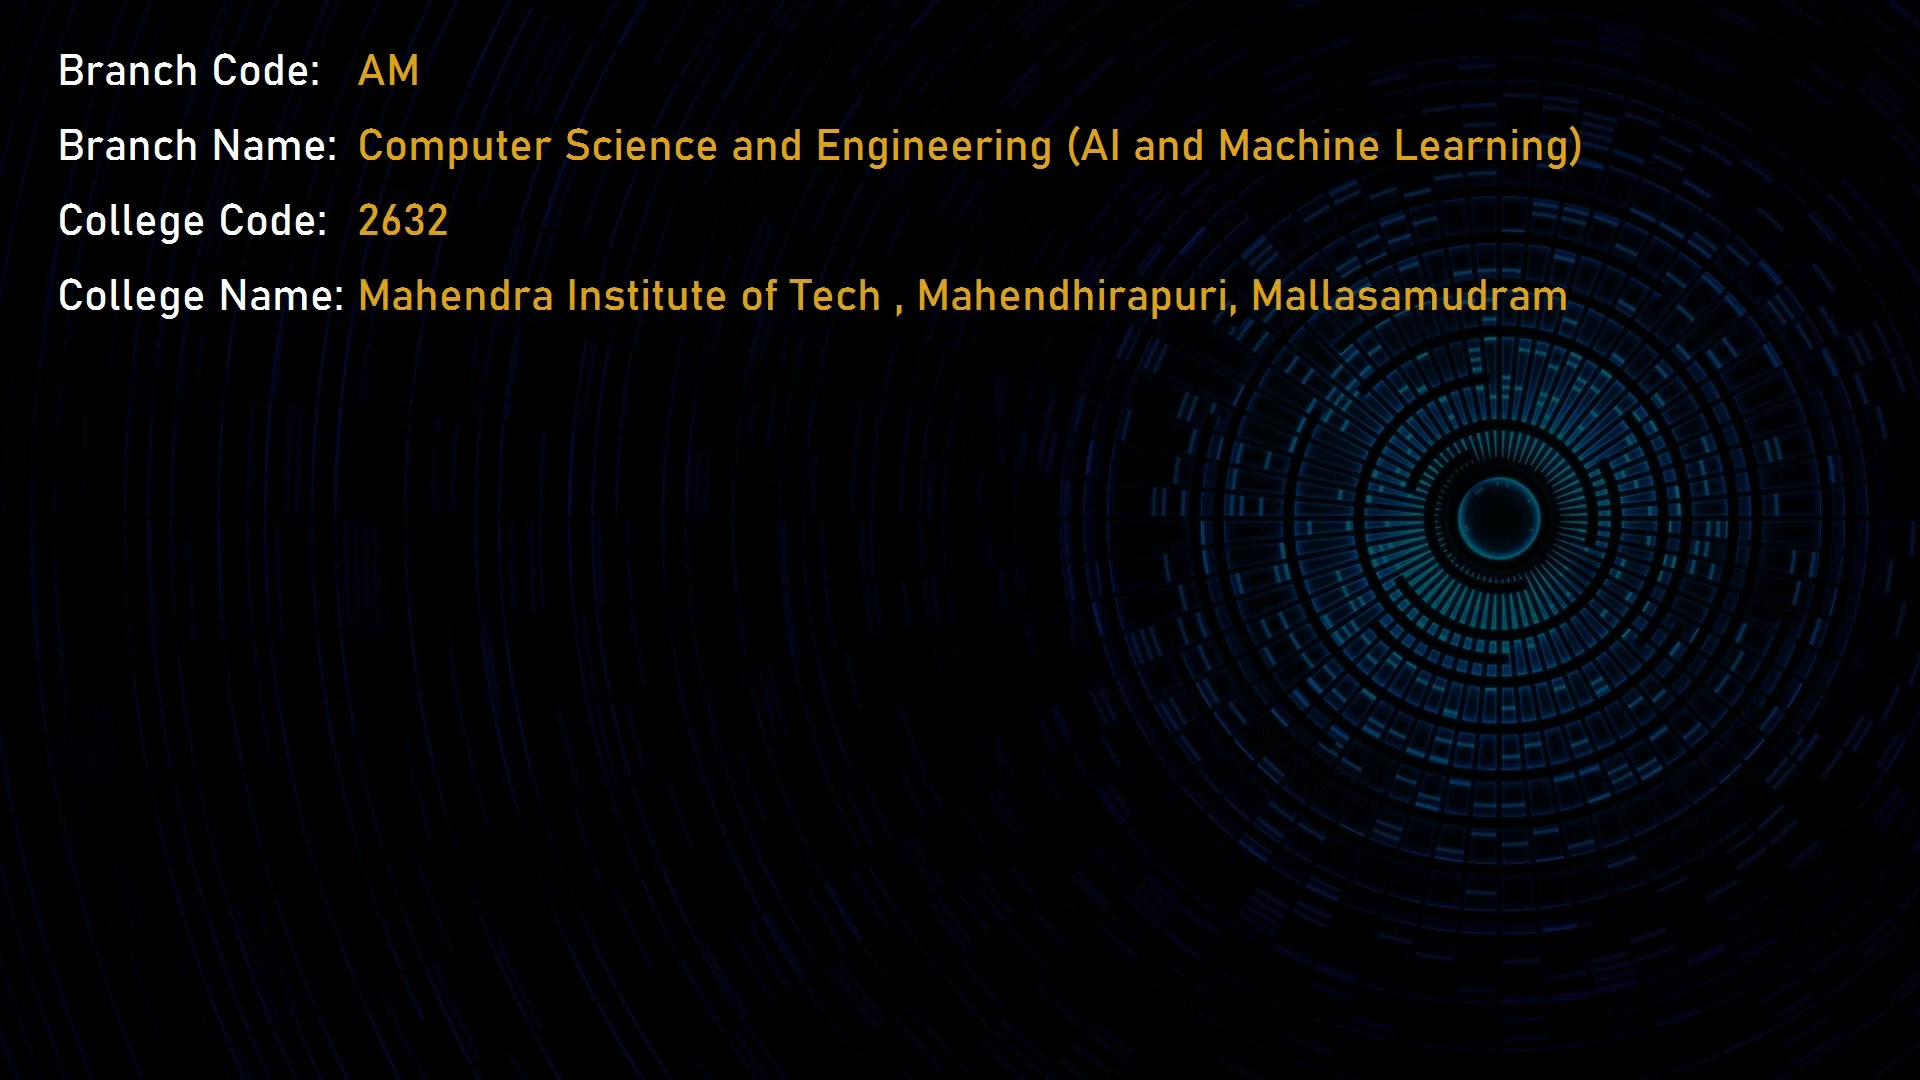 Branch Code: AM
Branch Name: Computer Science and Engineering (AI and Machine Learning)
College Code: 2632
College Name: Mahendra Institute of Tech , Mahendhirapuri, Mallasamudram